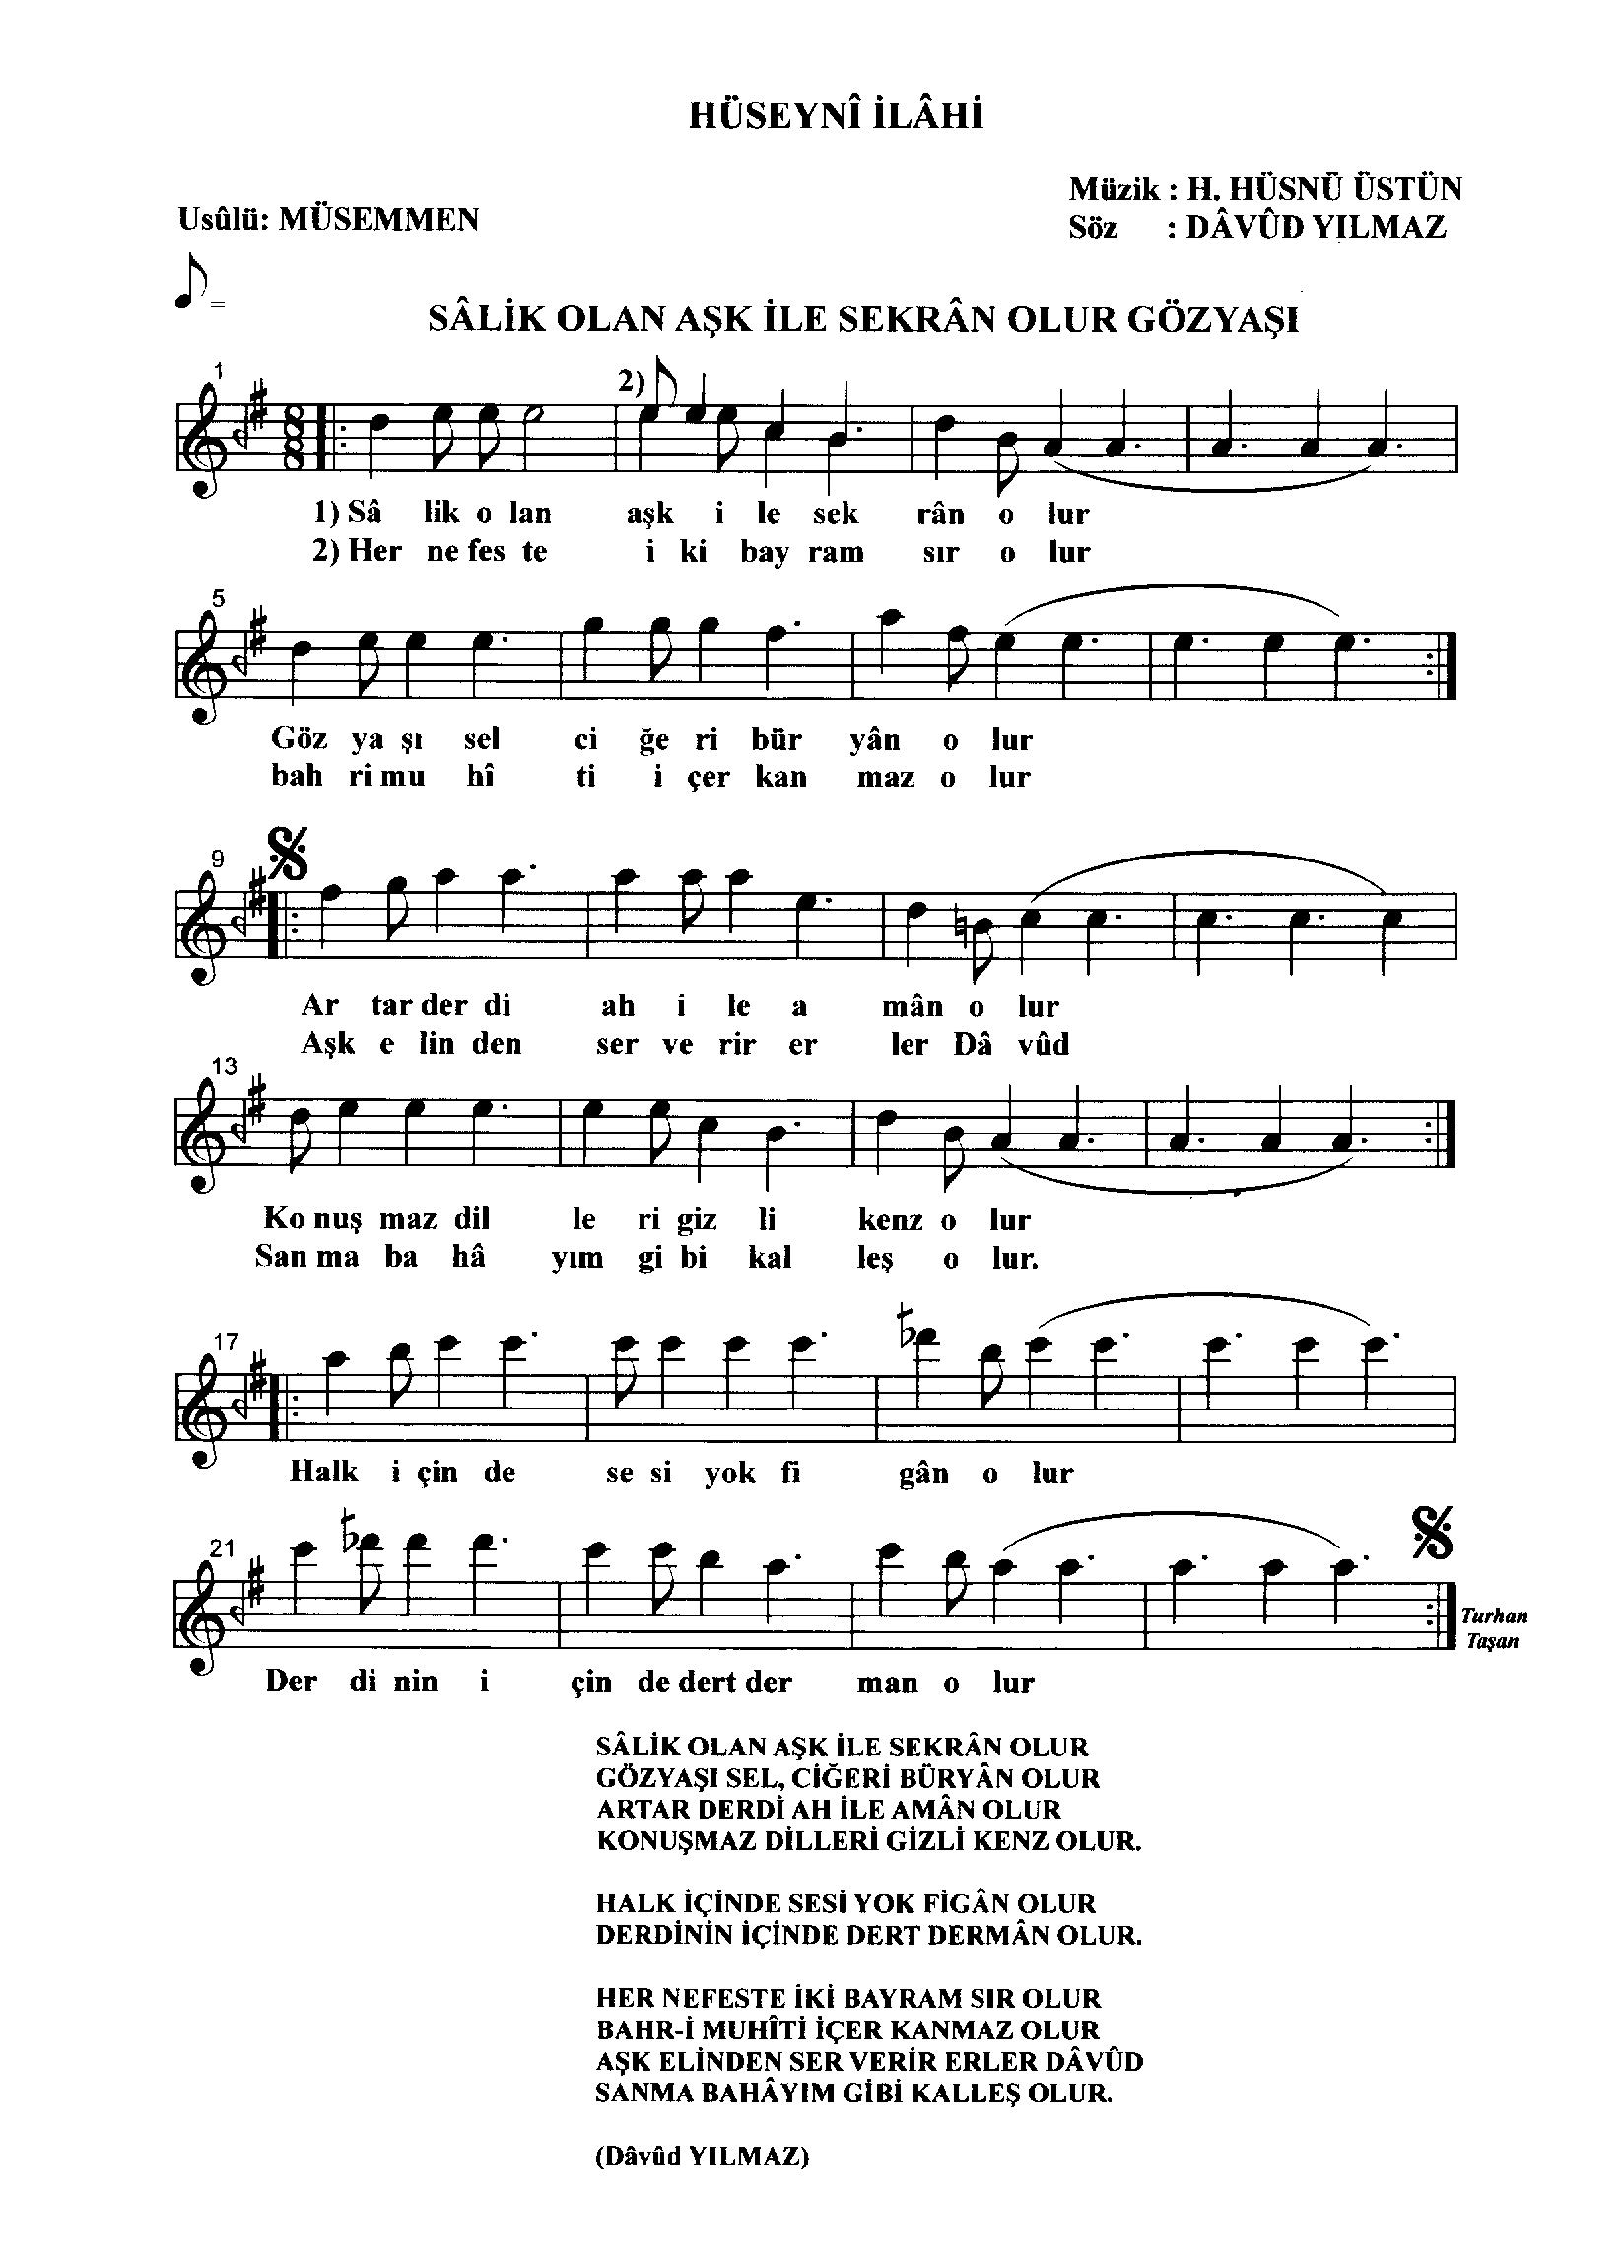 HÜSEYNÎ İLÂHİ
Müzik : H. HÜSNÜ ÜSTÜN
Usûlü: MÜSEMMEN
Söz : DÂVÛD YILMAZ
=
SÂLİK OLAN AŞK İLE SEKRÂN OLUR GÖZYAŞI
1
2)
8
8
1) Sâ lik o lan aşk i le sek rân o lur
2) Her ne fes te i ki bay ram sır o lur
5
Göz ya şı sel ci ğe ri bür yân o lur
bah ri mu hî ti i çer kan maz o lur
9
Ar tar der di ah i le a mân o lur
Aşk e lin den ser ve rir er ler Dâ vûd
13
Ko nuş maz dil le ri giz li kenz o lur
San ma ba hâ yım gi bi kal leş o lur.
17
Halk i çin de se si yok fi gân o lur
21
Turhan
Taşan
Der di nin i çin de dert der man o lur
SÂLİK OLAN AŞK İLE SEKRÂN OLUR
GÖZYAŞI SEL, CİĞERİ BÜRYÂN OLUR
ARTAR DERDİ AH İLE AMÂN OLUR
KONUŞMAZ DİLLERİ GİZLİ KENZ OLUR.
HALK İÇİNDE SESİ YOK FİGÂN OLUR
DERDİNİN İÇİNDE DERT DERMÂN OLUR.
HER NEFESTE İKİ BAYRAM SIR OLUR
BAHR-İ MUHÎTİ İÇER KANMAZ OLUR
AŞK ELİNDEN SER VERİR ERLER DÂVÛD
SANMA BAHÂYIM GİBİ KALLEŞ OLUR.
(Dâvûd YILMAZ)